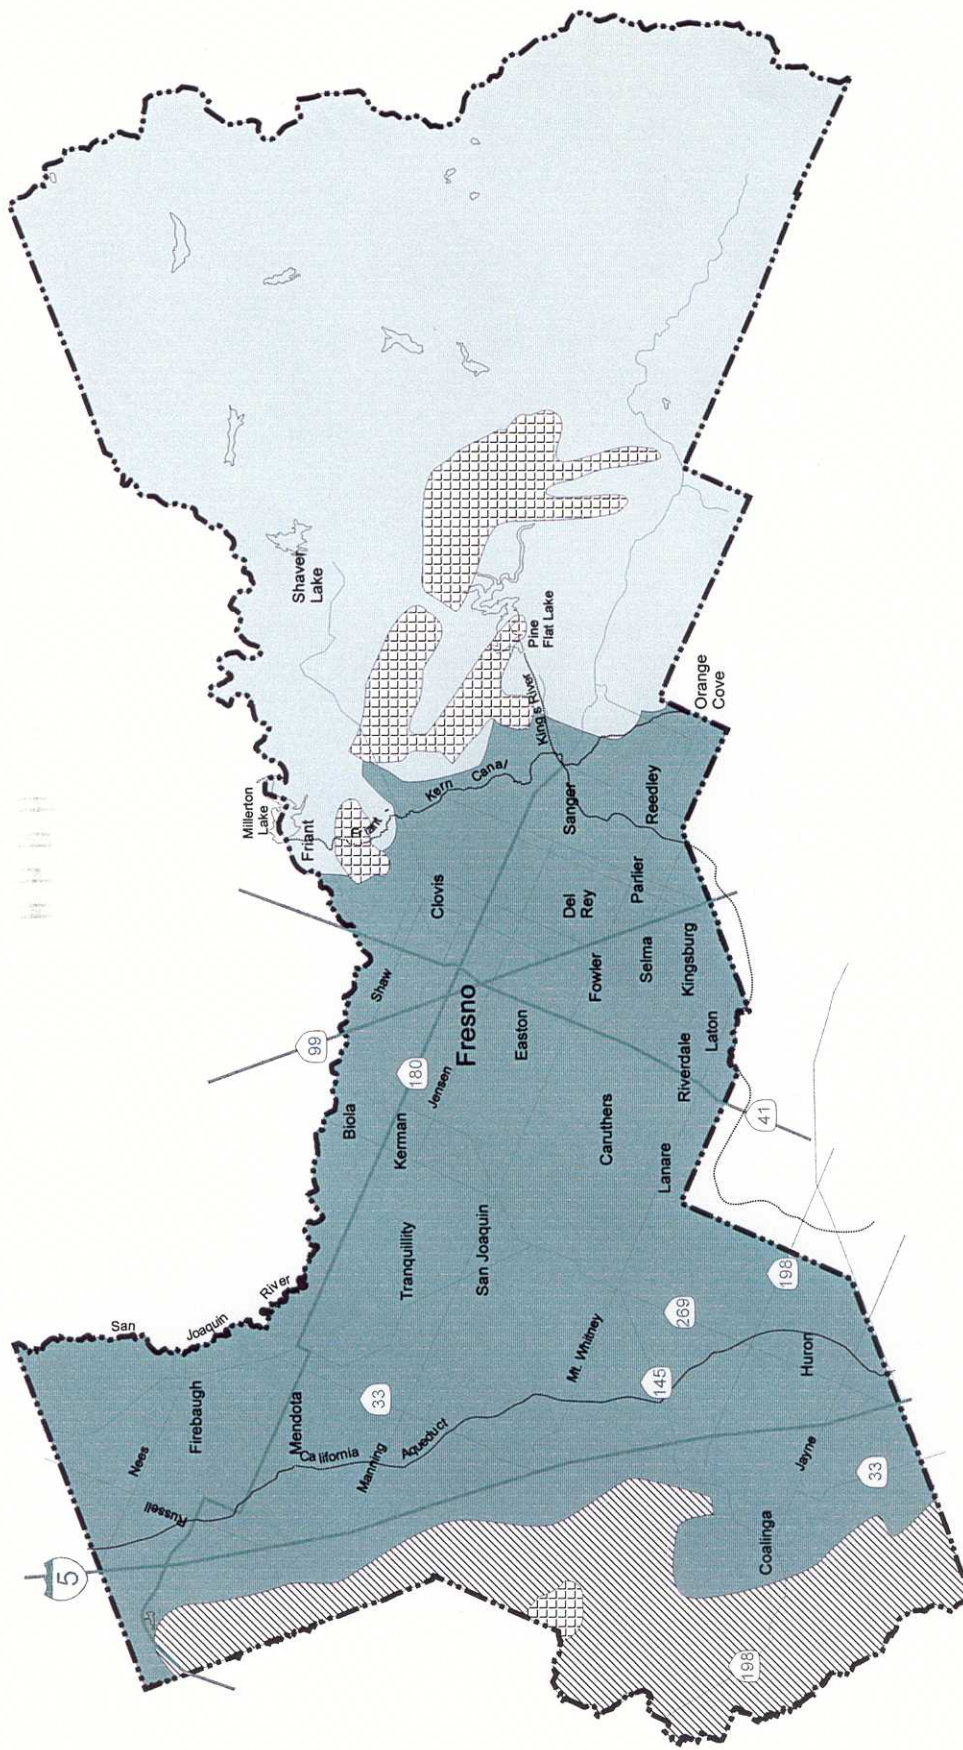 5
Nees
Russell
Firebaugh
San
Joaquin
River
Mendota
California
Aqueduct
Manning
33
Tranquillity
San Joaquin
Mt. Whitney
145
269
198
Huron
Jayne
33
Coalinga
198
Biola
Kerman
180
Jensen
99
Shaw
Fresno
Easton
Caruthers
Lanare
Riverdale
Laton
41
Clovis
Fowler
Selma
Kingsburg
Del
Rey
Parlier
Sanger
Reedley
Orange
Cove
Millerton
Lake
Friant
Kern
Canal
King's River
Pine
Flat Lake
Shaver
Lake